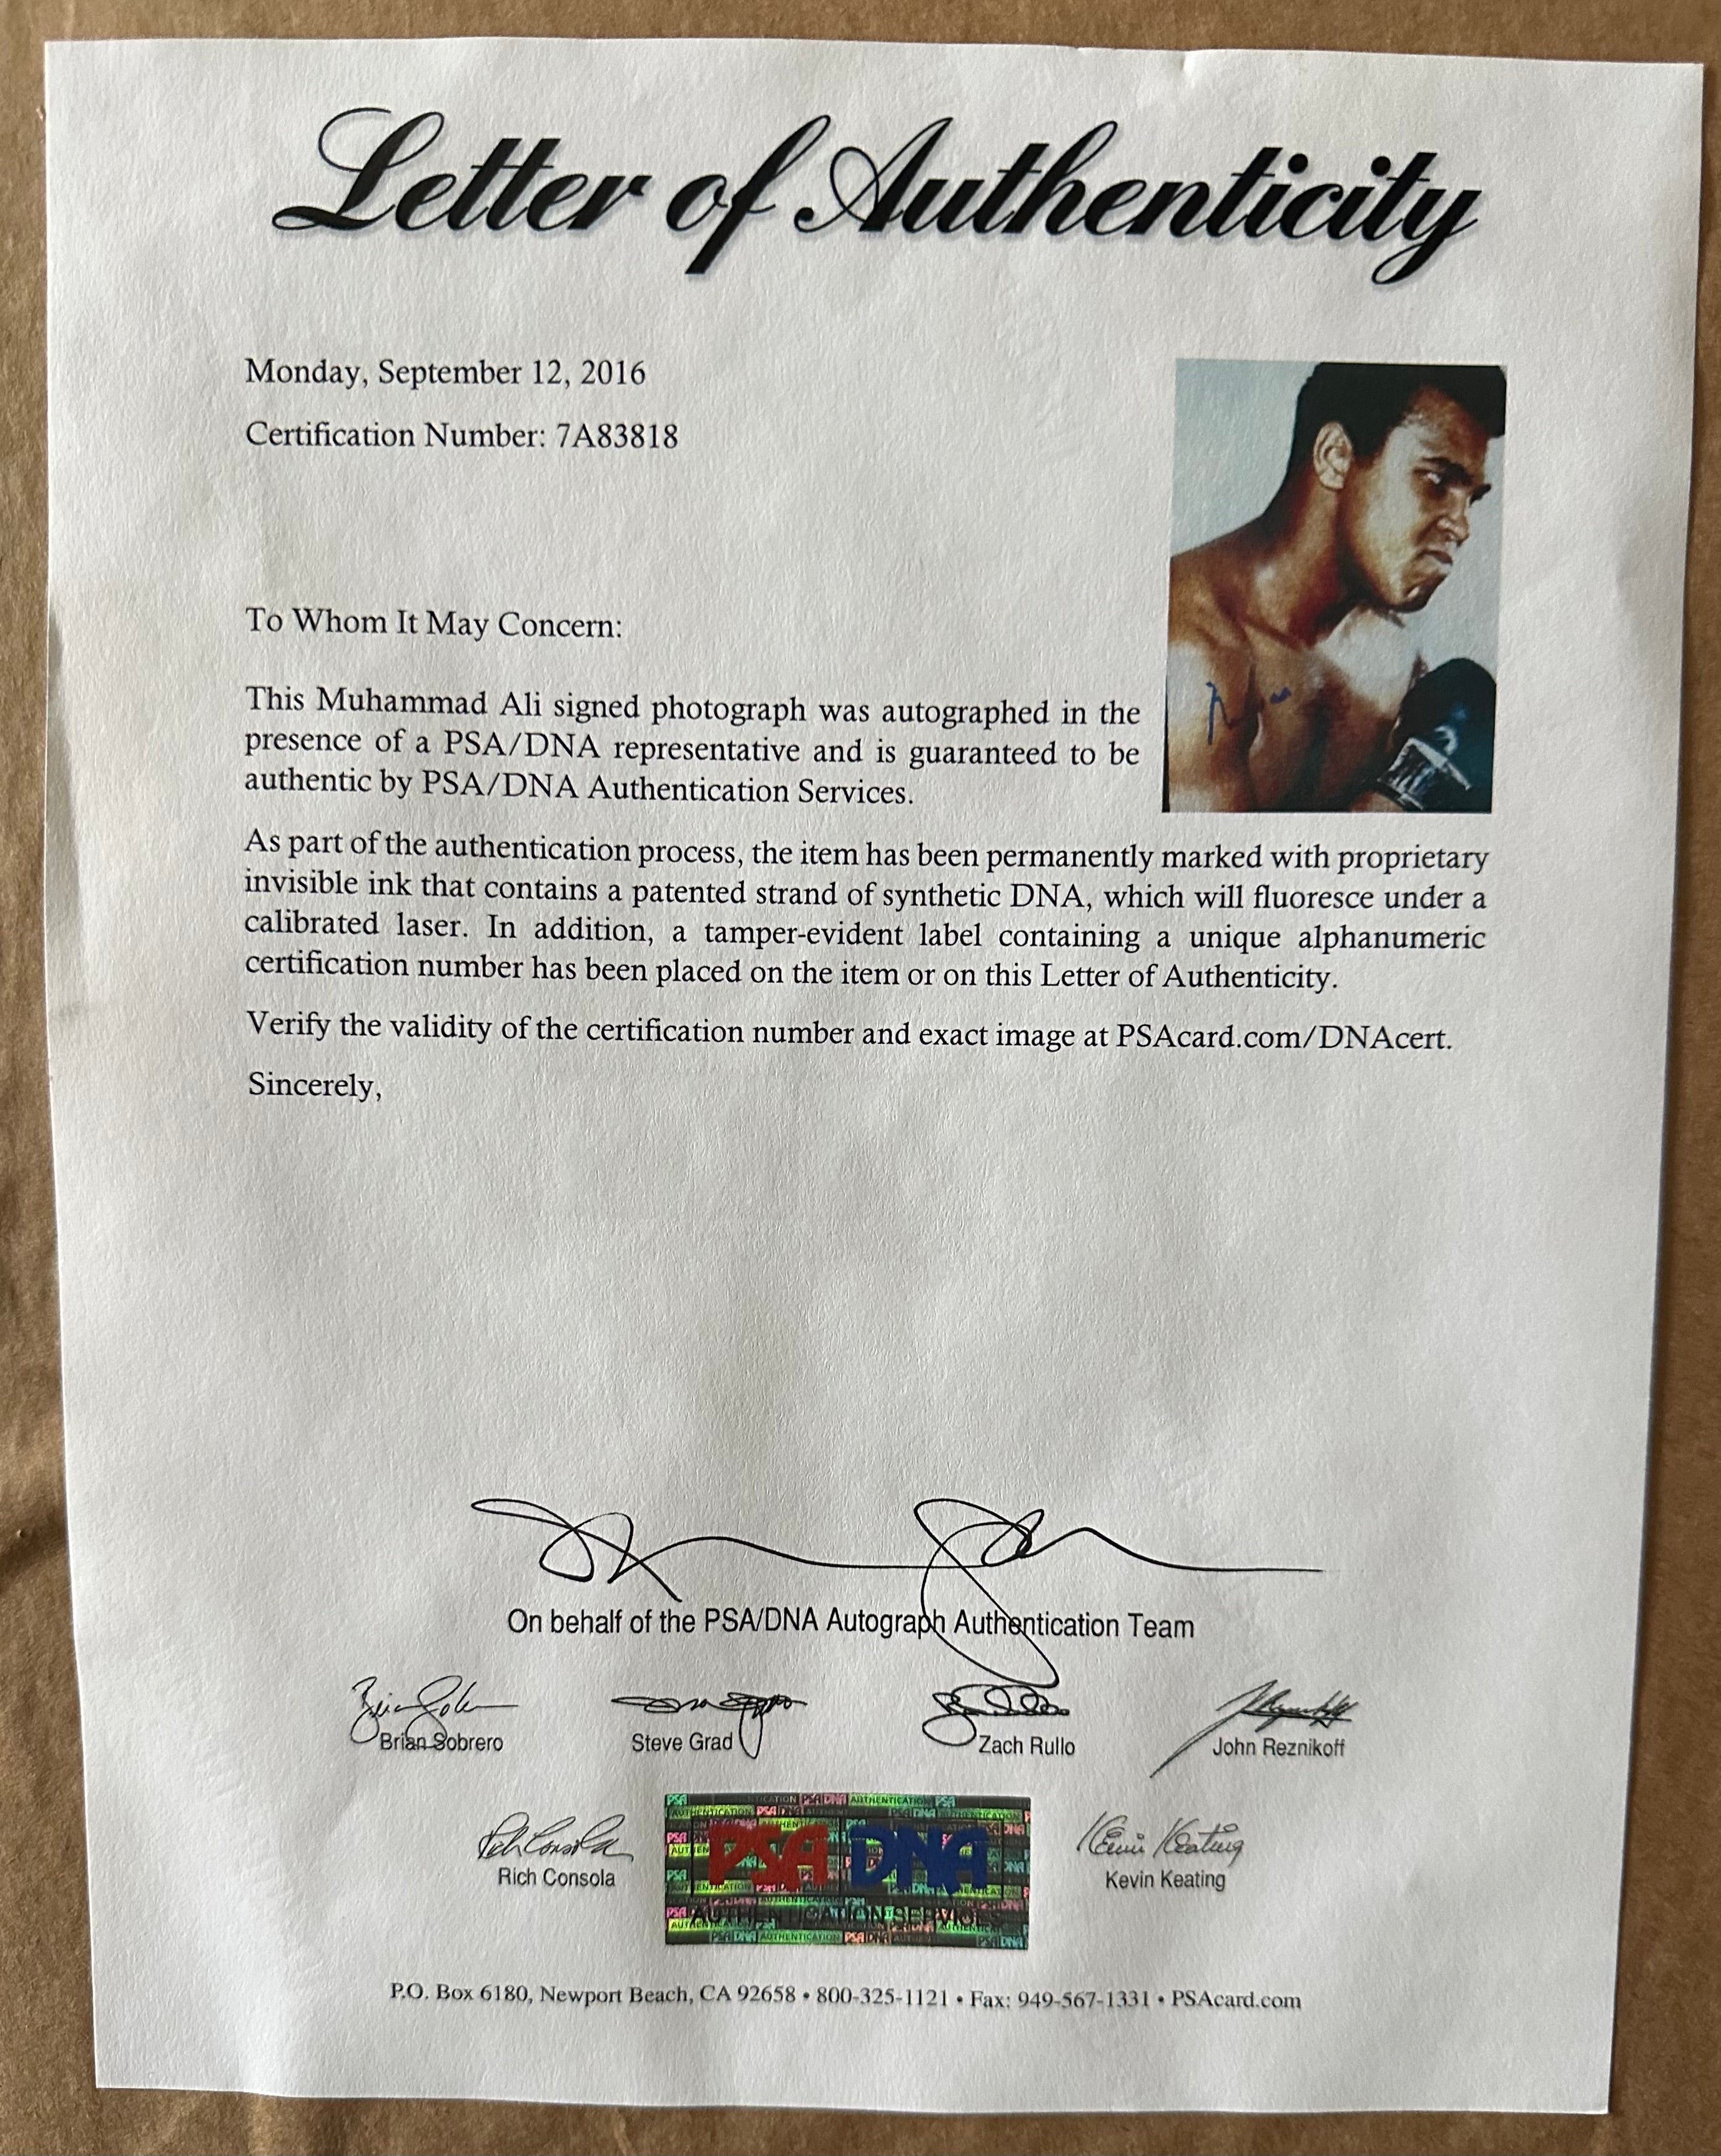 Letter of Authenticity
Monday, September 12, 2016
Certification Number: 7A83818
To Whom It May Concern:
This Muhammad Ali signed photograph was autographed in the
presence of a PSA/DNA representative and is guaranteed to be
authentic by PSA/DNA Authentication Services.
As part of the authentication process, the item has been permanently marked with proprietary
invisible ink that contains a patented strand of synthetic DNA, which will fluoresce under a
calibrated laser. In addition, a tamper-evident label containing a unique alphanumeric
certification number has been placed on the item or on this Letter of Authenticity.
Verify the validity of the certification number and exact image at PSAcard.com/DNAcert.
Sincerely,
On behalf of the PSA/DNA Autograph Authentication Team
Brian Sobrero Steve Grad Zach Rullo John Reznikoff
Rich Consola Kevin Keating
PSA DNA
AUTHENTICATION SERVICES
P.O. Box 6180, Newport Beach, CA 92658 • 800-325-1121 • Fax: 949-567-1331 • PSAcard.com